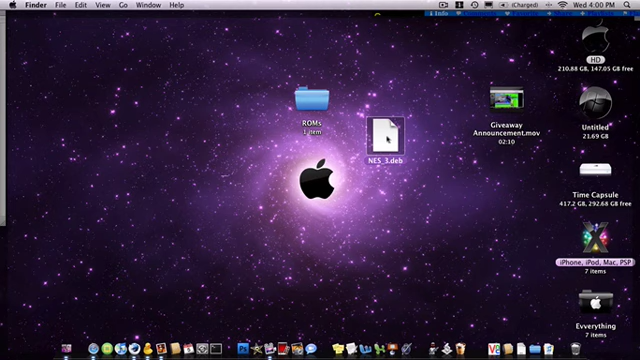 Finder File Edit View Go Window Help
(Charged) Wed 4:00 PM
HD
210.88 GB, 147.05 GB free
ROMs
1 item
NES_3.deb
Giveaway
Announcement.mov
02:10
Untitled
21.69 GB
Time Capsule
417.2 GB, 292.68 GB free
iPhone, iPod, Mac, PSP
7 items
Evverything
7 items